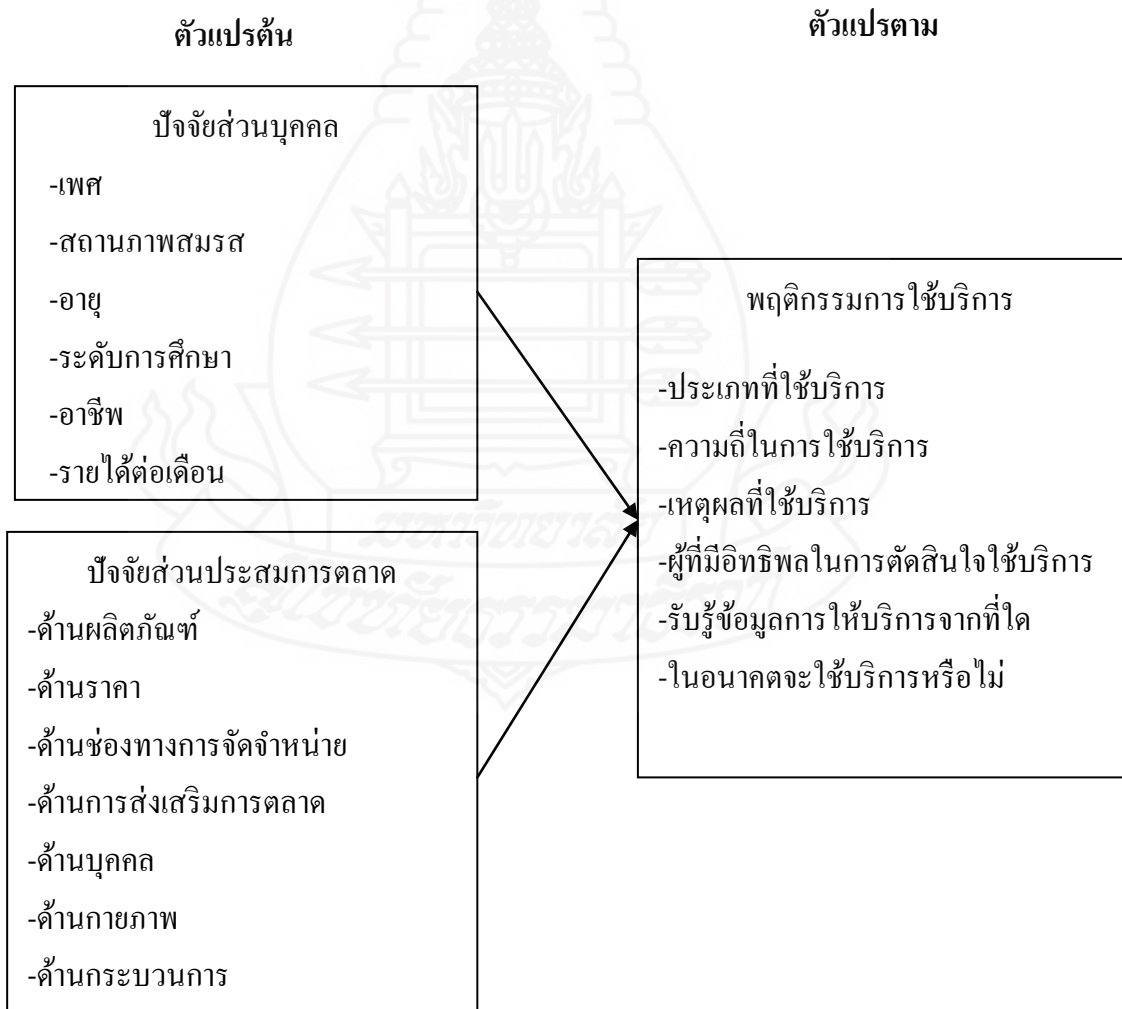 ตัวแปรต้น
ตัวแปรตาม
ปัจจัยส่วนบุคคล
-เพศ
-สถานภาพสมรส
-อายุ
-ระดับการศึกษา
-อาชีพ
-รายได้ต่อเดือน
ปัจจัยส่วนประสมการตลาด
-ด้านผลิตภัณฑ์
-ด้านราคา
-ด้านช่องทางการจัดจำหน่าย
-ด้านการส่งเสริมการตลาด
-ด้านบุคคล
-ด้านกายภาพ
-ด้านกระบวนการ
พฤติกรรมการใช้บริการ
-ประเภทที่ใช้บริการ
-ความถี่ในการใช้บริการ
-เหตุผลที่ใช้บริการ
-ผู้ที่มีอิทธิพลในการตัดสินใจใช้บริการ
-รับรู้ข้อมูลการให้บริการจากที่ใด
-ในอนาคตจะใช้บริการหรือไม่